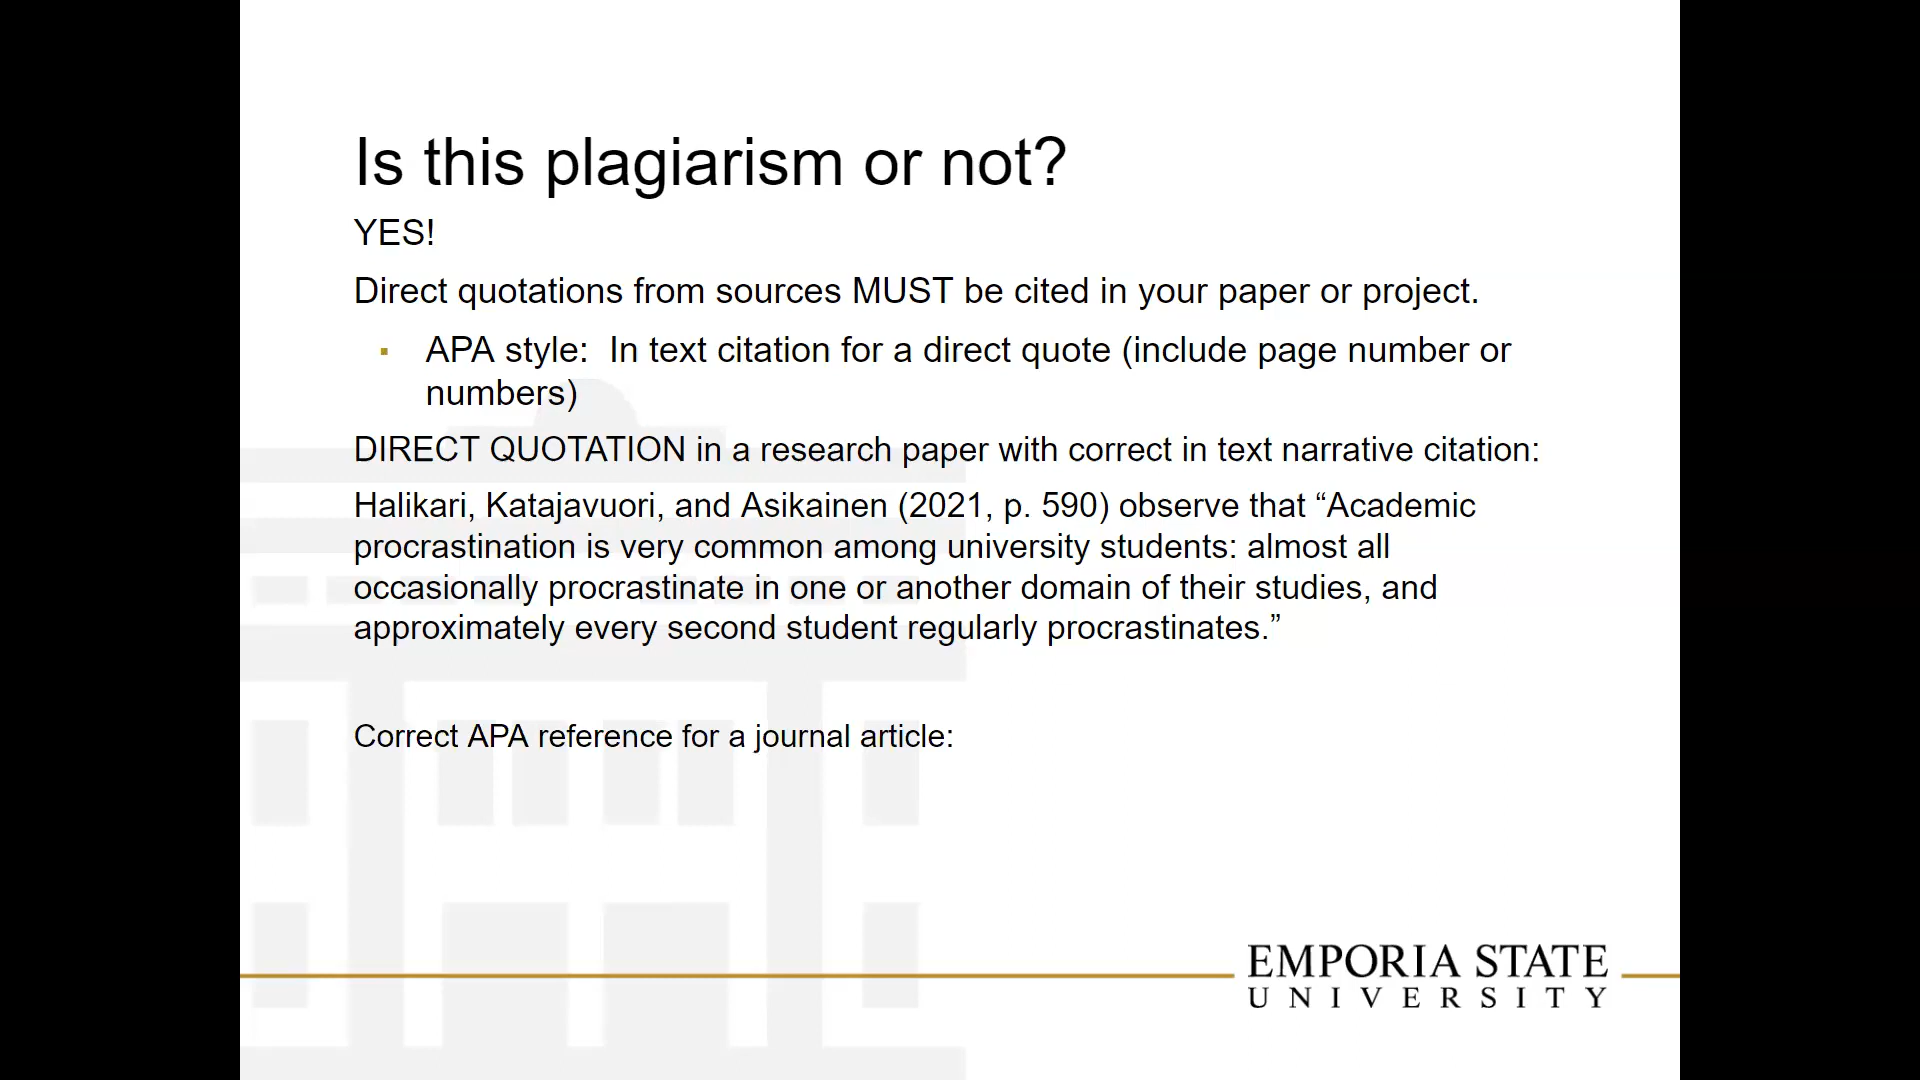 Is this plagiarism or not?
YES!
Direct quotations from sources MUST be cited in your paper or project.
▪ APA style:  In text citation for a direct quote (include page number or
numbers)
DIRECT QUOTATION in a research paper with correct in text narrative citation:
Halikari, Katajavuori, and Asikainen (2021, p. 590) observe that “Academic
procrastination is very common among university students: almost all
occasionally procrastinate in one or another domain of their studies, and
approximately every second student regularly procrastinates.”
Correct APA reference for a journal article:
EMPORIA STATE
UNIVERSITY